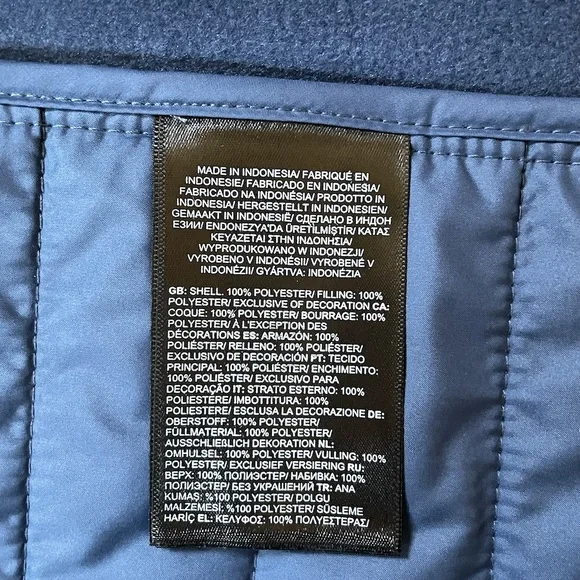 MADE IN INDONESIA/ FABRIQUÉ EN
INDONESIE/ FABRICADO EN INDONESIA/
FABRICADO NA INDONÉSIA/ PRODOTTO IN
INDONESIA/ HERGESTELLT IN INDONESIEN/
GEMAAKT IN INDONESIË/ СДЕЛАНО В ИНДОН
ЕЗИИ/ ENDONEZYA'DA ÜRETİLMİŞTİR/ ΚΑΤΑΣ
ΚΕΥΑΖΕΤΑΙ ΣΤΗΝ ΙΝΔΟΝΗΣΙΑ/
WYPRODUKOWANO W INDONEZJI/
VYROBENO V INDONÉSII/ VYROBENÉ V
INDONÉZII/ GYÁRTVA: INDONÉZIA
GB: SHELL. 100% POLYESTER/ FILLING: 100%
POLYESTER/ EXCLUSIVE OF DECORATION CA:
COQUE: 100% POLYESTER/ BOURRAGE: 100%
POLYESTER/ À L'EXCEPTION DES
DÉCORATIONS ES: ARMAZÓN: 100%
POLIÉSTER/ RELLENO: 100% POLIÉSTER/
EXCLUIDA LA DECORACIÓN PT: TECIDO
PRINCIPAL: 100% POLIÉSTER/ ENCHIMENTO:
100% POLIÉSTER/ EXCLUSIVO PARA
DECORAÇÃO IT: STRATO ESTERNO: 100%
POLIESTERE/ IMBOTTITURA: 100%
POLIESTERE/ ESCLUSA LA DECORAZIONE DE:
OBERSTOFF: 100% POLYESTER/
FÜLLMATERIAL: 100% POLYESTER/
AUSSCHLIEßLICH DEKORATION NL:
OMHULSEL: 100% POLYESTER/ VULLING: 100%
POLYESTER/ EXCLUSIEF VERSIERING RU:
ВЕРХ: 100% ПОЛИЭСТЕР/ НАБИВКА: 100%
ПОЛИЭСТЕР/ БЕЗ УКРАШЕНИЙ TR: ANA
KUMAŞ: %100 POLYESTER/ DOLGU
MALZEMESİ: %100 POLYESTER/ SÜSLEME
HARİÇ EL: ΚΕΛΥΦΟΣ: 100% ΠΟΛΥΕΣΤΕΡΑΣ/